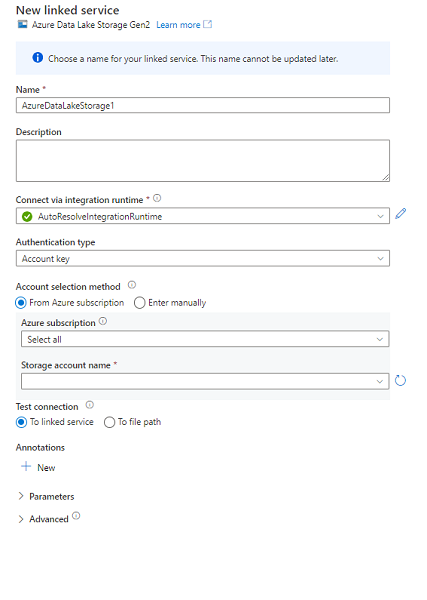 New linked service
Azure Data Lake Storage Gen2 Learn more
Choose a name for your linked service. This name cannot be updated later.
Name *
AzureDataLakeStorage1
Description
Connect via integration runtime *
AutoResolveIntegrationRuntime
Authentication type
Account key
Account selection method
From Azure subscription Enter manually
Azure subscription
Select all
Storage account name *
Test connection
To linked service To file path
Annotations
New
Parameters
Advanced